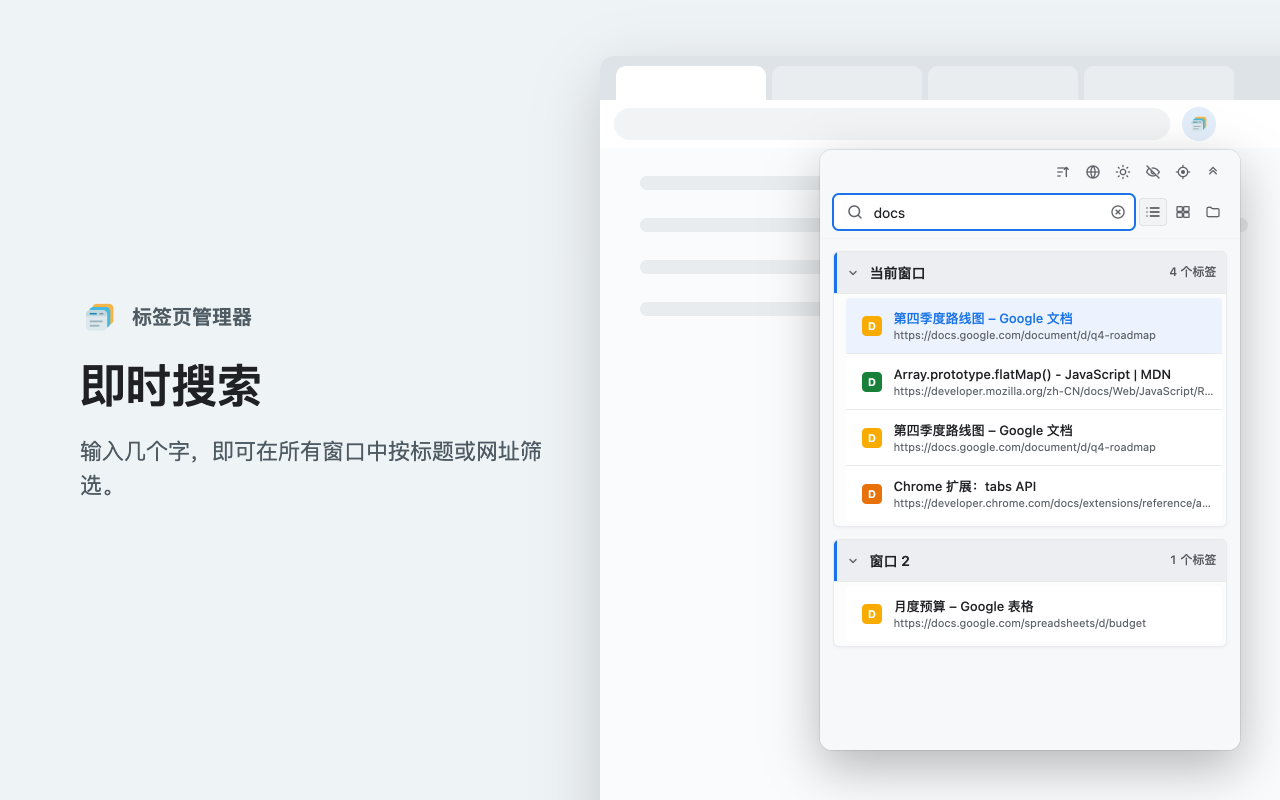 标签页管理器
即时搜索
输入几个字，即可在所有窗口中按标题或网址筛
选。
docs
当前窗口
4 个标签
D
第四季度路线图 – Google 文档
https://docs.google.com/document/d/q4-roadmap
D
Array.prototype.flatMap() - JavaScript | MDN
https://developer.mozilla.org/zh-CN/docs/Web/JavaScript/R...
D
第四季度路线图 – Google 文档
https://docs.google.com/document/d/q4-roadmap
D
Chrome 扩展：tabs API
https://developer.chrome.com/docs/extensions/reference/a...
窗口 2
1 个标签
D
月度预算 – Google 表格
https://docs.google.com/spreadsheets/d/budget